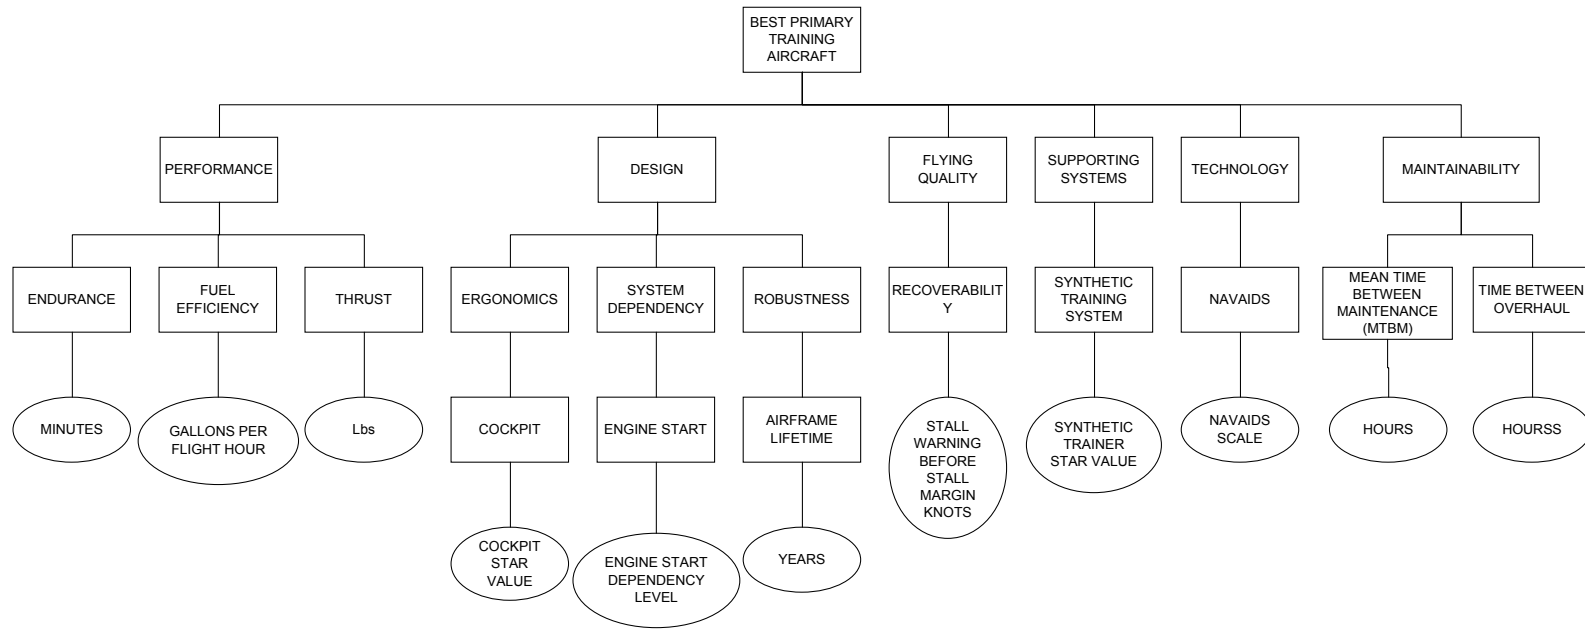 BEST PRIMARY
TRAINING
AIRCRAFT
PERFORMANCE
DESIGN
FLYING
QUALITY
SUPPORTING
SYSTEMS
TECHNOLOGY
MAINTAINABILITY
ENDURANCE
FUEL
EFFICIENCY
THRUST
ERGONOMICS
SYSTEM
DEPENDENCY
ROBUSTNESS
RECOVERABILIT
Y
SYNTHETIC
TRAINING
SYSTEM
NAVAIDS
MEAN TIME
BETWEEN
MAINTENANCE
(MTBM)
TIME BETWEEN
OVERHAUL
MINUTES
GALLONS PER
FLIGHT HOUR
Lbs
COCKPIT
ENGINE START
AIRFRAME
LIFETIME
STALL
WARNING
BEFORE
STALL
MARGIN
KNOTS
SYNTHETIC
TRAINER
STAR VALUE
NAVAIDS
SCALE
HOURS
HOURSS
COCKPIT
STAR
VALUE
ENGINE START
DEPENDENCY
LEVEL
YEARS